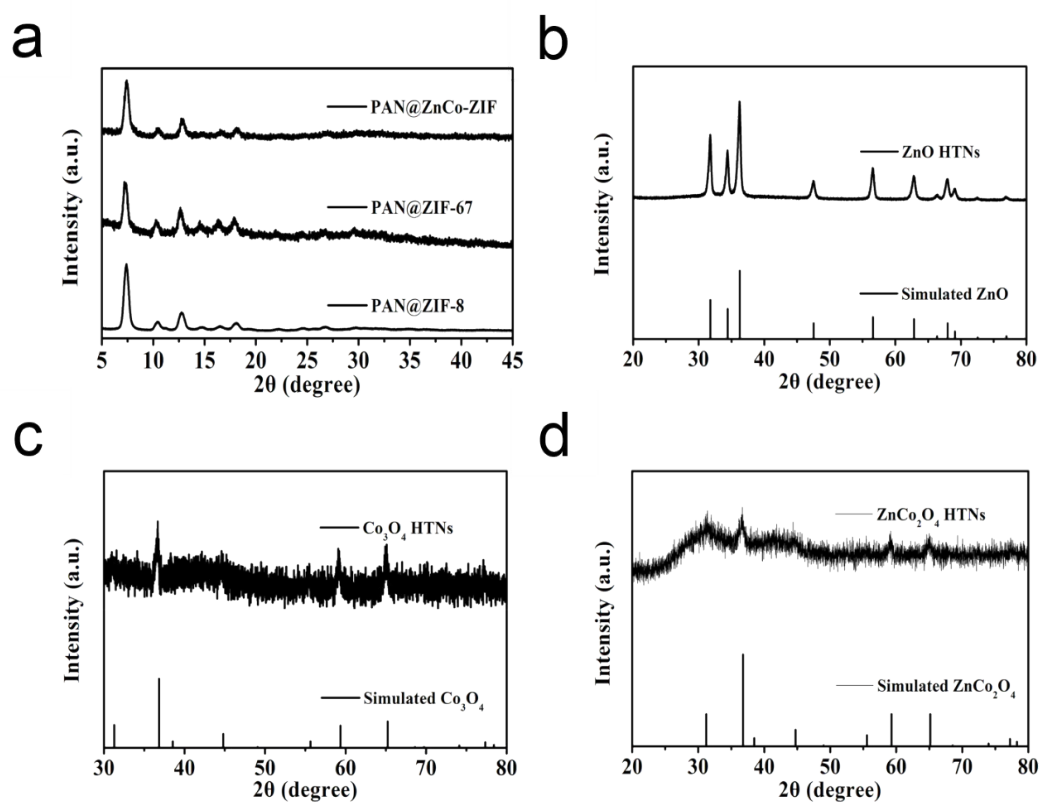 a
Intensity (a.u.)
PAN@ZnCo-ZIF
PAN@ZIF-67
PAN@ZIF-8
5 10 15 20 25 30 35 40 45
2θ (degree)
b
Intensity (a.u.)
ZnO HTNs
Simulated ZnO
20 30 40 50 60 70 80
2θ (degree)
c
Intensity (a.u.)
Co₃O₄ HTNs
Simulated Co₃O₄
30 40 50 60 70 80
2θ (degree)
d
Intensity (a.u.)
ZnCo₂O₄ HTNs
Simulated ZnCo₂O₄
20 30 40 50 60 70 80
2θ (degree)